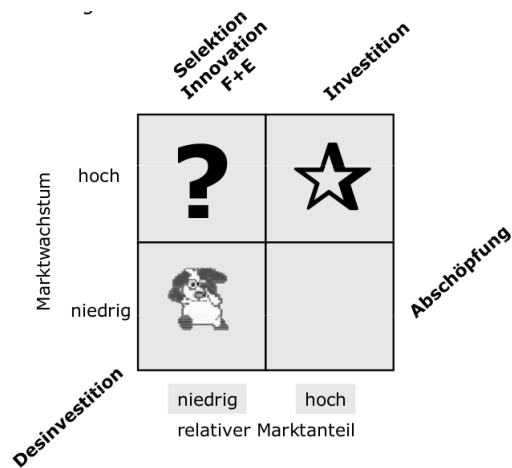 Selektion
Innovation
F+E
Investition
hoch
?
Marktwachstum
niedrig
Abschöpfung
Desinvestition
niedrig
hoch
relativer Marktanteil